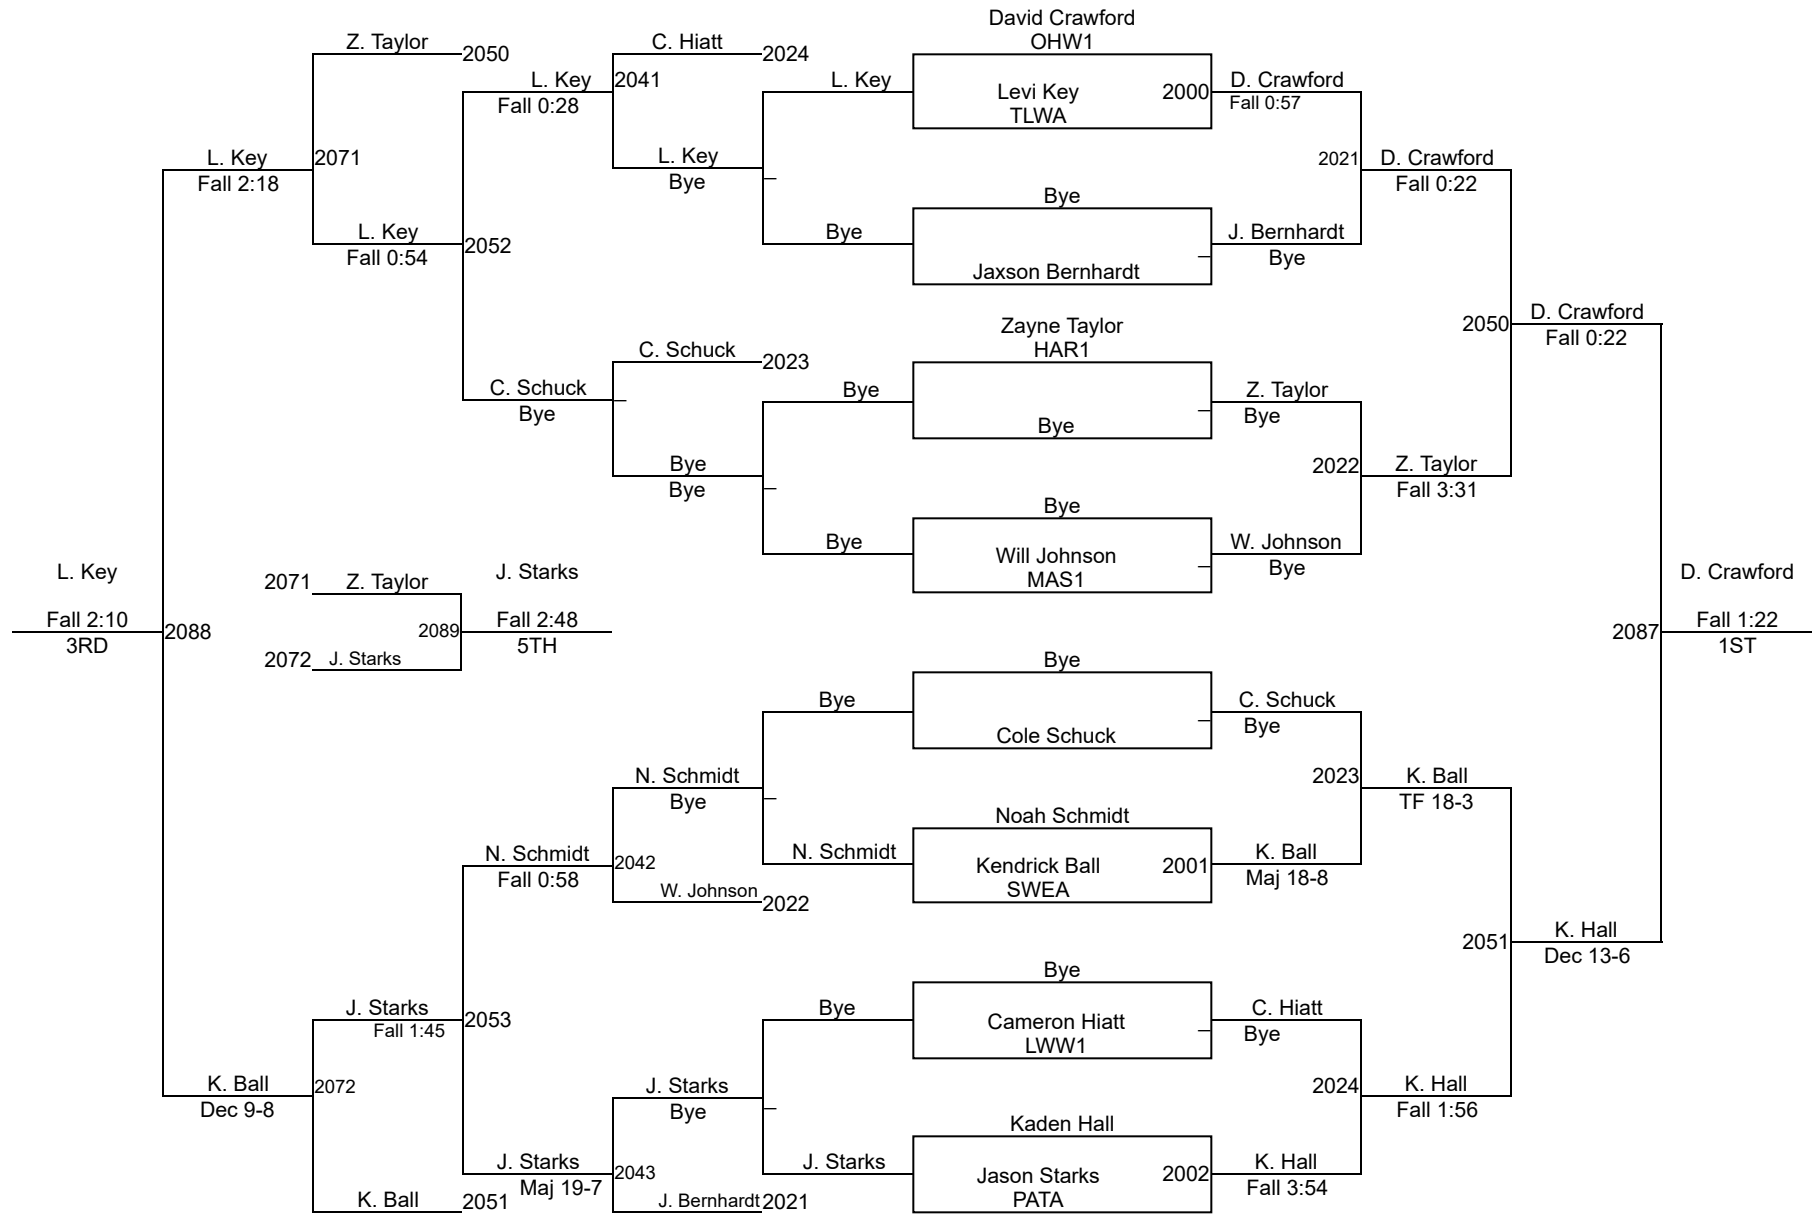 David Crawford
OHW1
Z. Taylor
2050
C. Hiatt
2024
L. Key
2041
Fall 0:28
L. Key
Levi Key
TLWA
2000
D. Crawford
Fall 0:57
L. Key
2071
Fall 2:18
L. Key
Bye
2021
D. Crawford
Fall 0:22
Bye
L. Key
Fall 0:54
2052
Bye
Jaxson Bernhardt
J. Bernhardt
Bye
Zayne Taylor
HAR1
2050
D. Crawford
Fall 0:22
C. Schuck
2023
C. Schuck
Bye
Bye
Bye
Z. Taylor
Bye
Bye
Bye
2022
Z. Taylor
Fall 3:31
Bye
Bye
Will Johnson
MAS1
W. Johnson
Bye
L. Key
Fall 2:10
3RD
2088
2071
Z. Taylor
2072
J. Starks
2089
J. Starks
Fall 2:48
5TH
D. Crawford
2087
Fall 1:22
1ST
Bye
Bye
Cole Schuck
C. Schuck
Bye
N. Schmidt
Bye
2023
K. Ball
TF 18-3
Noah Schmidt
N. Schmidt
Fall 0:58
2042
N. Schmidt
Kendrick Ball
SWEA
2001
K. Ball
Maj 18-8
W. Johnson
2022
2051
K. Hall
Dec 13-6
Bye
J. Starks
Fall 1:45
2053
Bye
Cameron Hiatt
LWW1
C. Hiatt
Bye
K. Ball
Dec 9-8
2072
J. Starks
Bye
2024
K. Hall
Fall 1:56
Kaden Hall
J. Starks
Maj 19-7
2043
J. Starks
Jason Starks
PATA
2002
K. Hall
Fall 3:54
K. Ball
2051
J. Bernhardt
2021